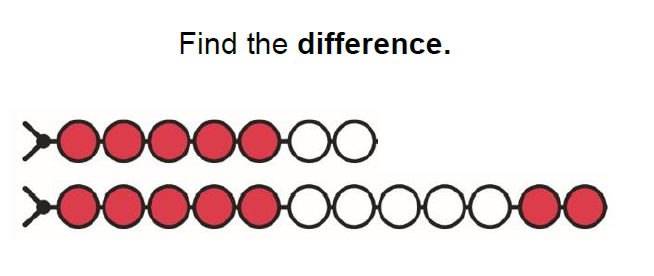 Find the difference.